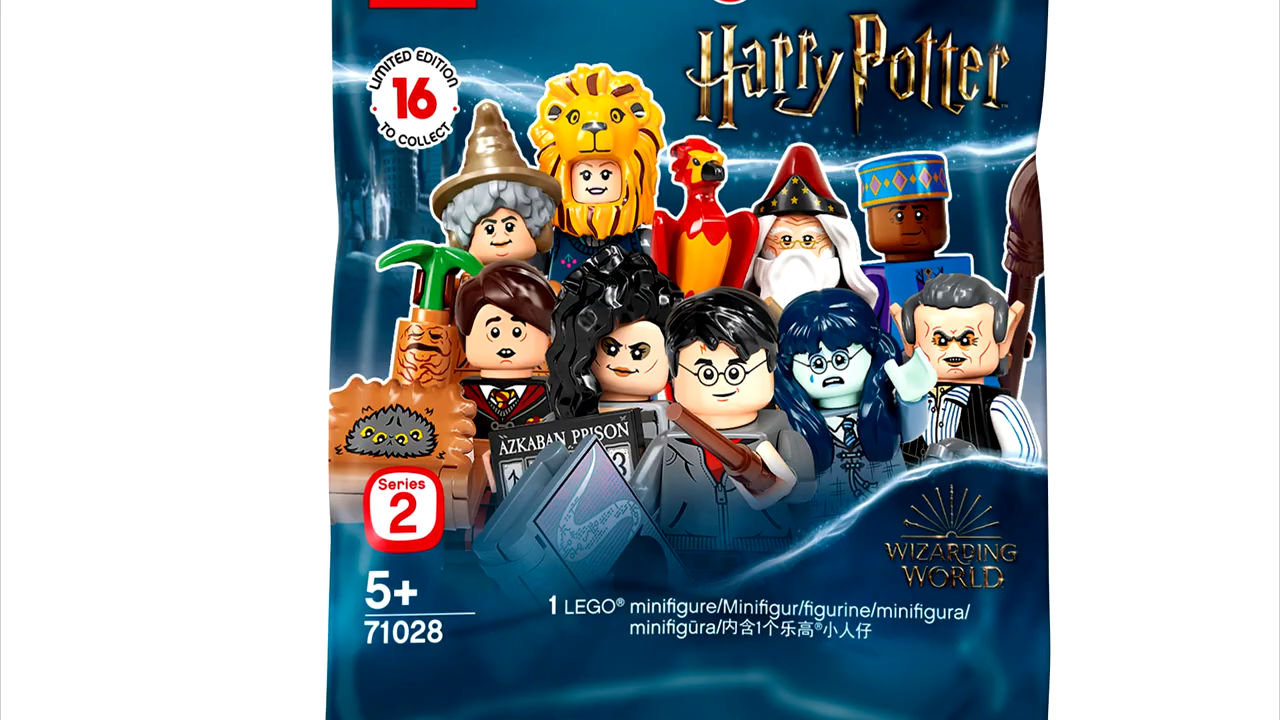 LIMITED EDITION
16
TO COLLECT
Harry Potter
AZKABAN PRISON
Series
2
WIZARDING
WORLD
5+
71028
1 LEGO® minifigure/Minifigur/figurine/minifigura/
minifigūra/内含1个乐高®小人仔